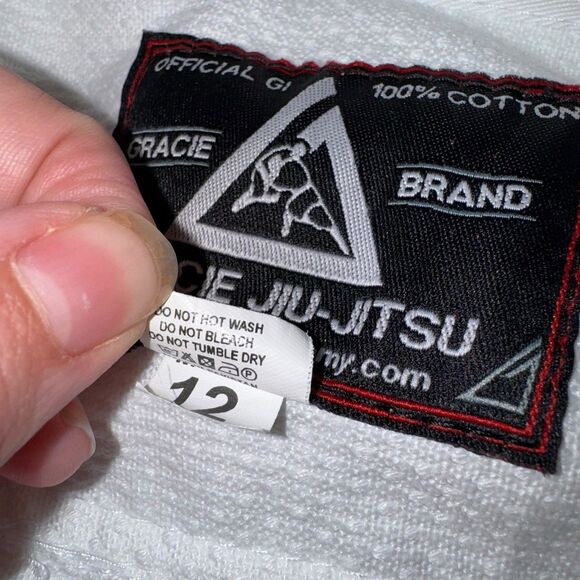 OFFICIAL GI 100% COTTON
GRACIE BRAND
CIE JIU-JITSU
my.com
DO NOT HOT WASH
DO NOT BLEACH
DO NOT TUMBLE DRY
12